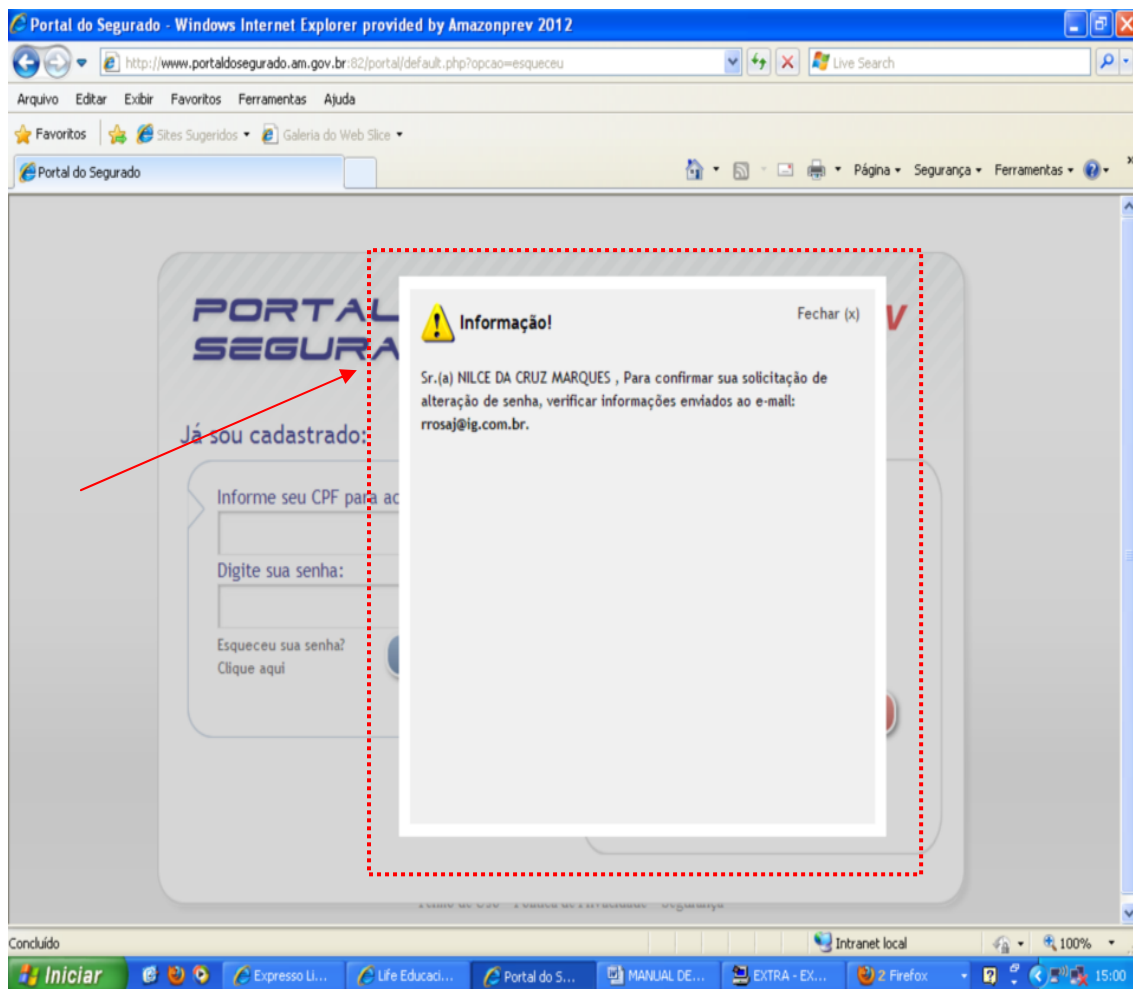 Portal do Segurado - Windows Internet Explorer provided by Amazonprev 2012
http://www.portaldosegurado.am.gov.br:82/portal/default.php?opcao=esqueceu
Live Search
Arquivo Editar Exibir Favoritos Ferramentas Ajuda
Favoritos Sites Sugeridos Galeria do Web Slice
Portal do Segurado
Página Segurança Ferramentas
PORTAL
SEGURA
V
Informação!
Fechar (x)
Sr.(a) NILCE DA CRUZ MARQUES , Para confirmar sua solicitação de
alteração de senha, verificar informações enviados ao e-mail:
rrosaj@ig.com.br.
Já sou cadastrado:
Informe seu CPF para ac
Digite sua senha:
Esqueceu sua senha?
Clique aqui
Concluído
Intranet local
100%
Iniciar
Expresso Li...
Life Educaci...
Portal do S...
MANUAL DE...
EXTRA - EX...
2 Firefox
15:00